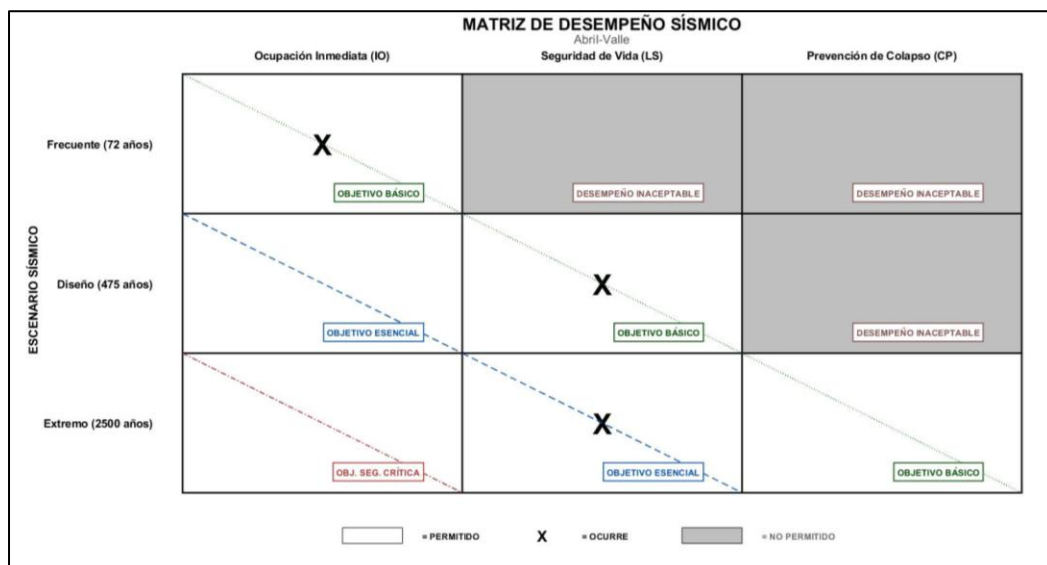 MATRIZ DE DESEMPEÑO SÍSMICO
Abril-Valle
Ocupación Inmediata (IO)
Seguridad de Vida (LS)
Prevención de Colapso (CP)
ESCENARIO SÍSMICO
Frecuente (72 años)
X
OBJETIVO BÁSICO
DESEMPEÑO INACEPTABLE
DESEMPEÑO INACEPTABLE
Diseño (475 años)
X
OBJETIVO ESENCIAL
OBJETIVO BÁSICO
DESEMPEÑO INACEPTABLE
Extremo (2500 años)
X
OBJ. SEG. CRÍTICA
OBJETIVO ESENCIAL
OBJETIVO BÁSICO
= PERMITIDO
X = OCURRE
= NO PERMITIDO